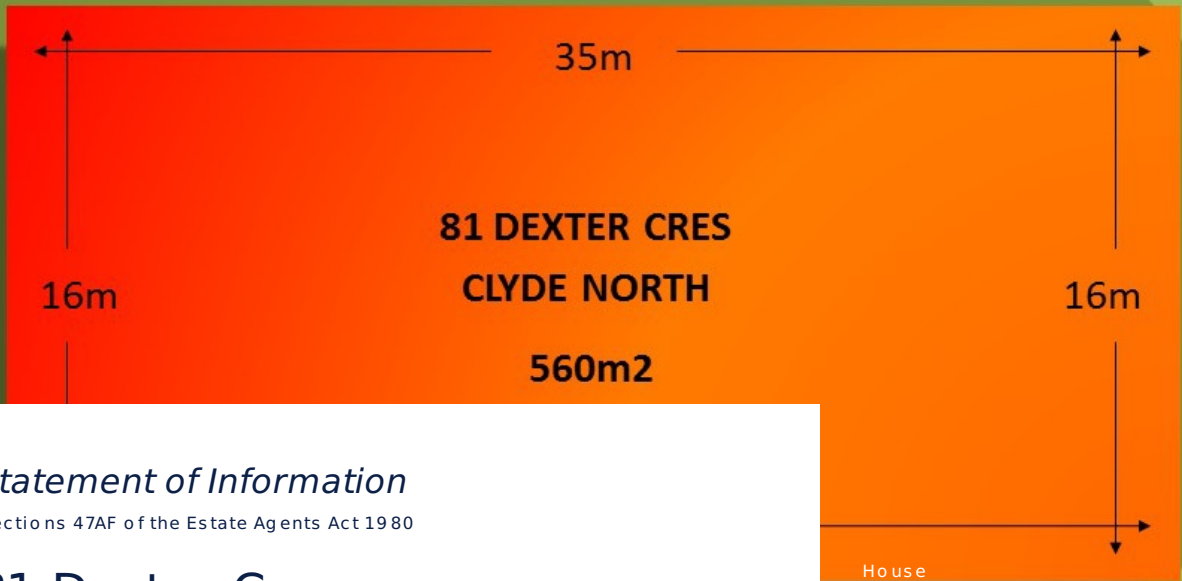 35m
81 DEXTER CRES
CLYDE NORTH
16m
16m
560m2
tatement of Information
ections 47AF of the Estate Agents Act 1980
House